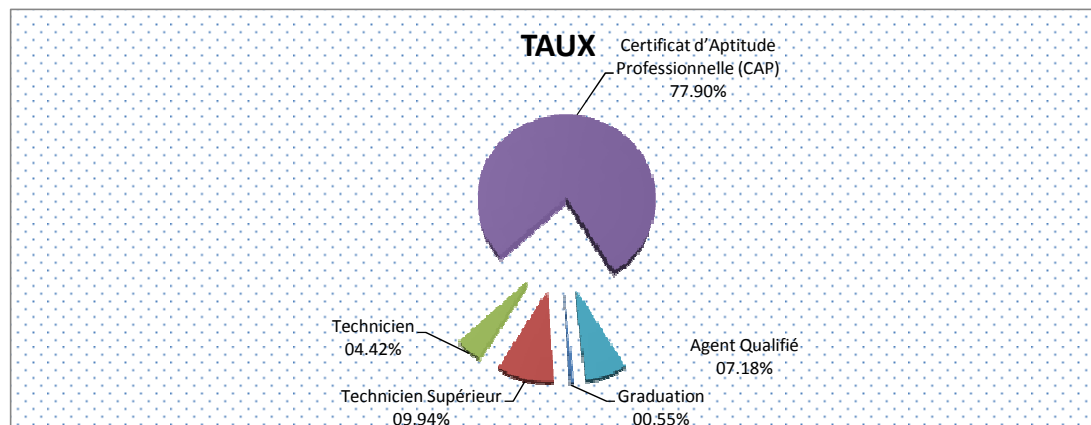 TAUX
Certificat d’Aptitude
Professionnelle (CAP)
77.90%
Technicien
04.42%
Agent Qualifié
07.18%
Technicien Supérieur
09.94%
Graduation
00.55%